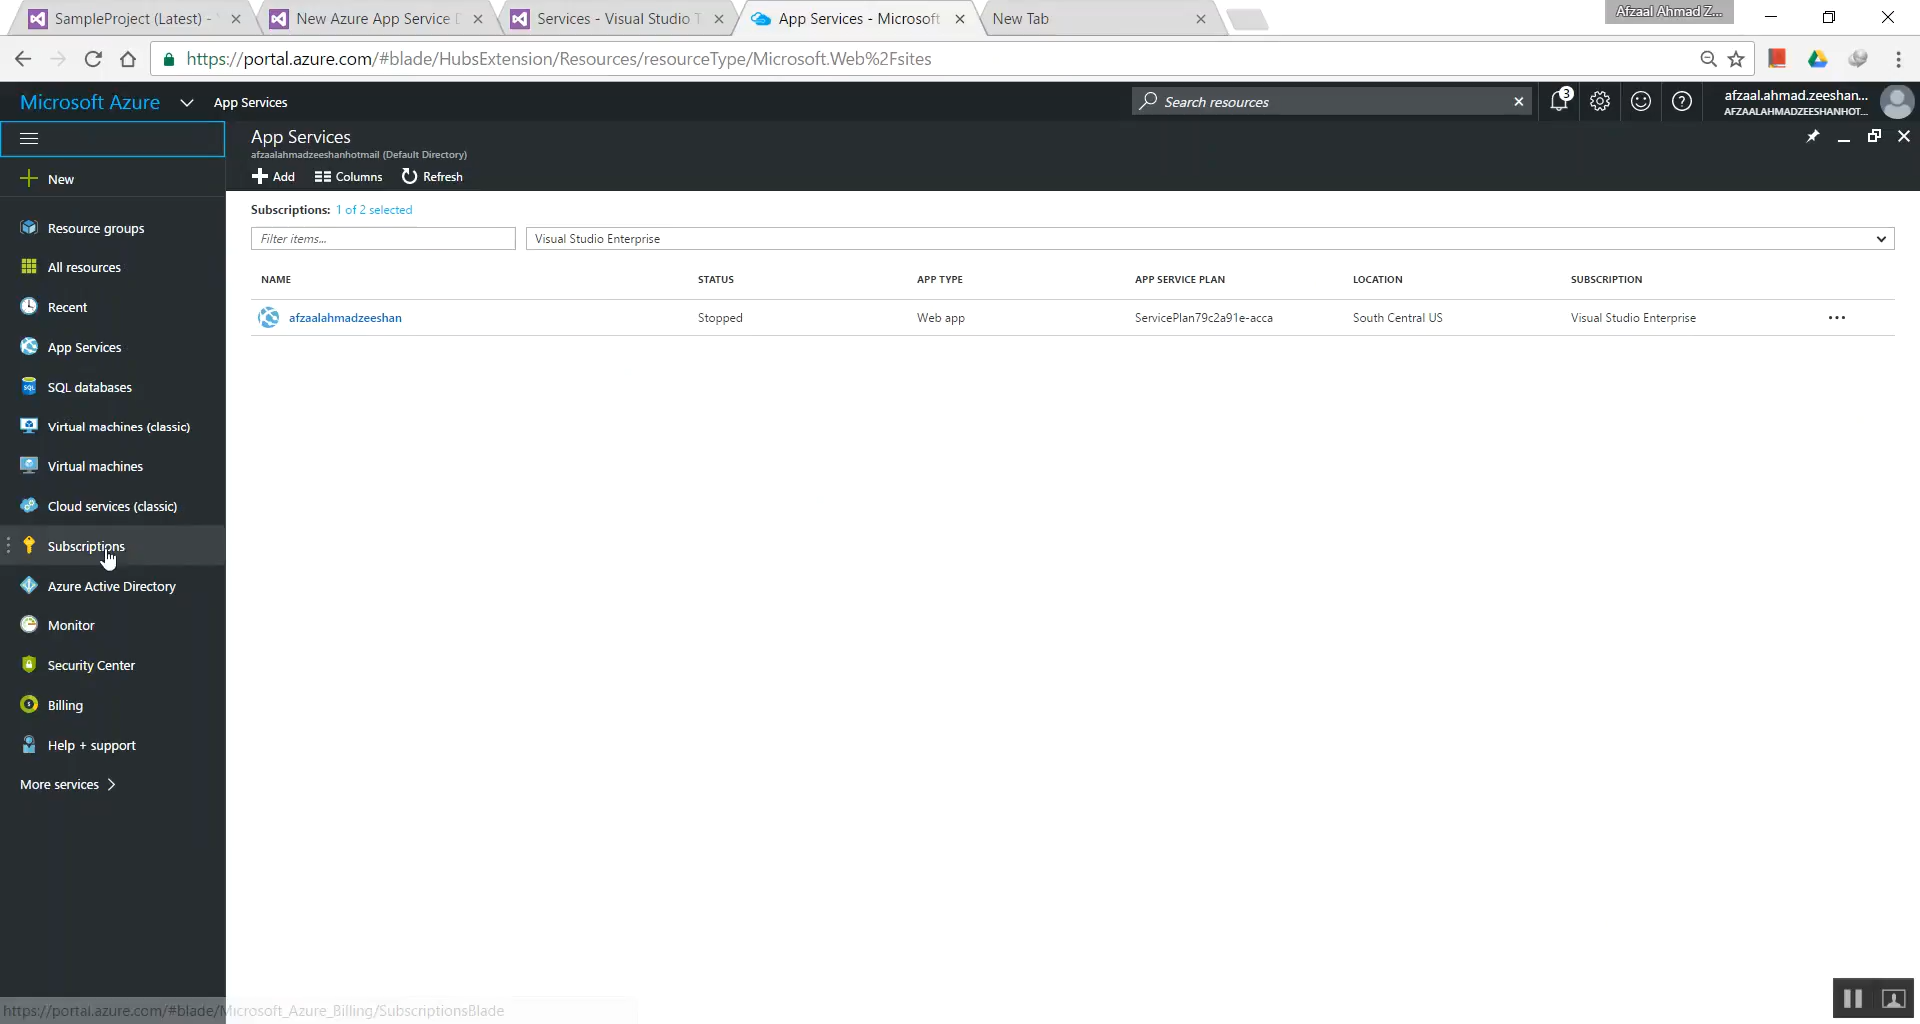 SampleProject (Latest) -
New Azure App Service
Services - Visual Studio T
App Services - Microsoft
New Tab
Afzaal Ahmad Z...
https://portal.azure.com/#blade/HubsExtension/Resources/resourceType/Microsoft.Web%2Fsites
Microsoft Azure
App Services
Search resources
3
afzaal.ahmad.zeeshan...
AFZAALAHMADZEESHANHOT...
App Services
afzaalahmadzeeshanhotmail (Default Directory)
Add
Columns
Refresh
New
Resource groups
All resources
Recent
App Services
SQL databases
Virtual machines (classic)
Virtual machines
Cloud services (classic)
Subscriptions
Azure Active Directory
Monitor
Security Center
Billing
Help + support
More services
Subscriptions: 1 of 2 selected
Filter items...
Visual Studio Enterprise
NAME STATUS APP TYPE APP SERVICE PLAN LOCATION SUBSCRIPTION
afzaalahmadzeeshan Stopped Web app ServicePlan79c2a91e-acca South Central US Visual Studio Enterprise
https://portal.azure.com/#blade/Microsoft_Azure_Billing/SubscriptionsBlade